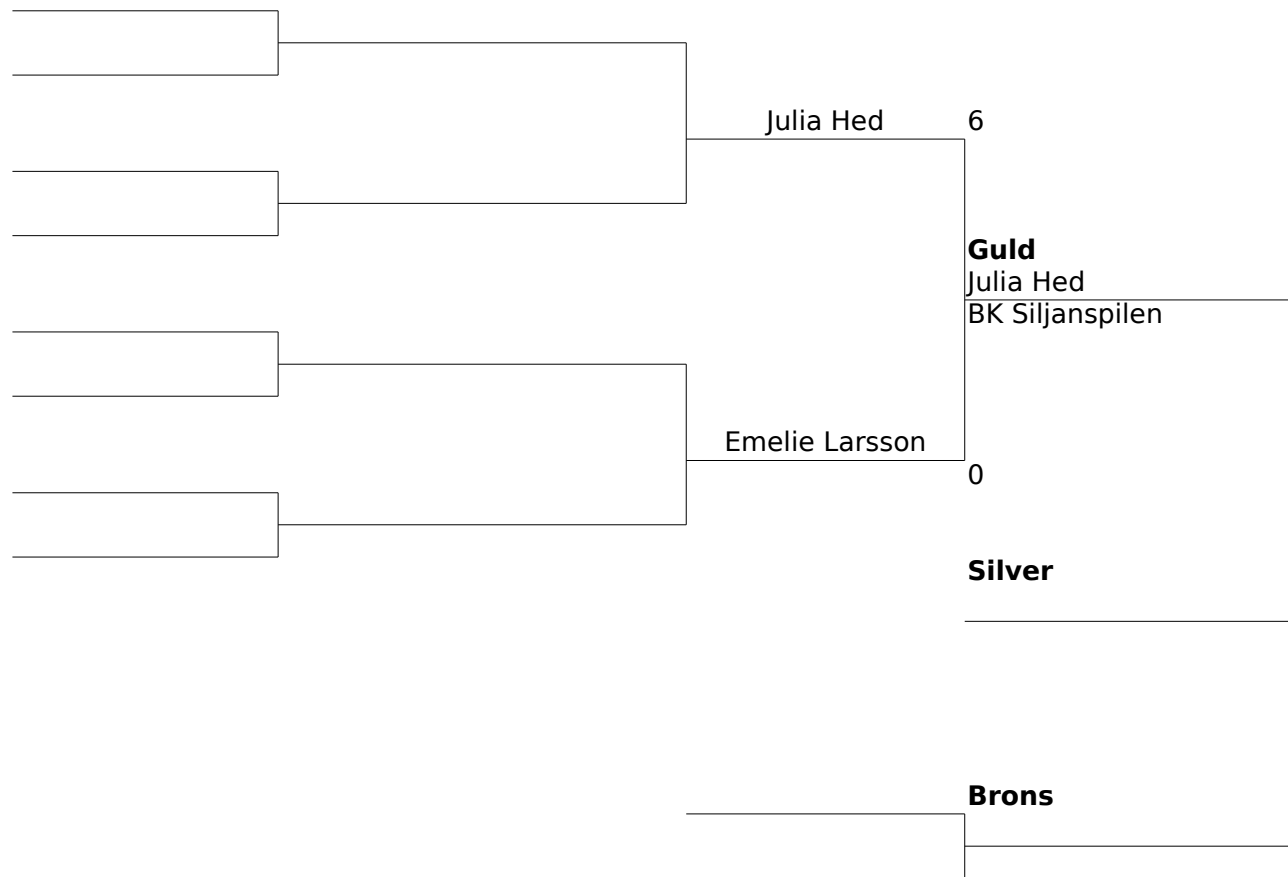 Julia Hed
6
Guld
Julia Hed
BK Siljanspilen
Emelie Larsson
0
Silver
Brons